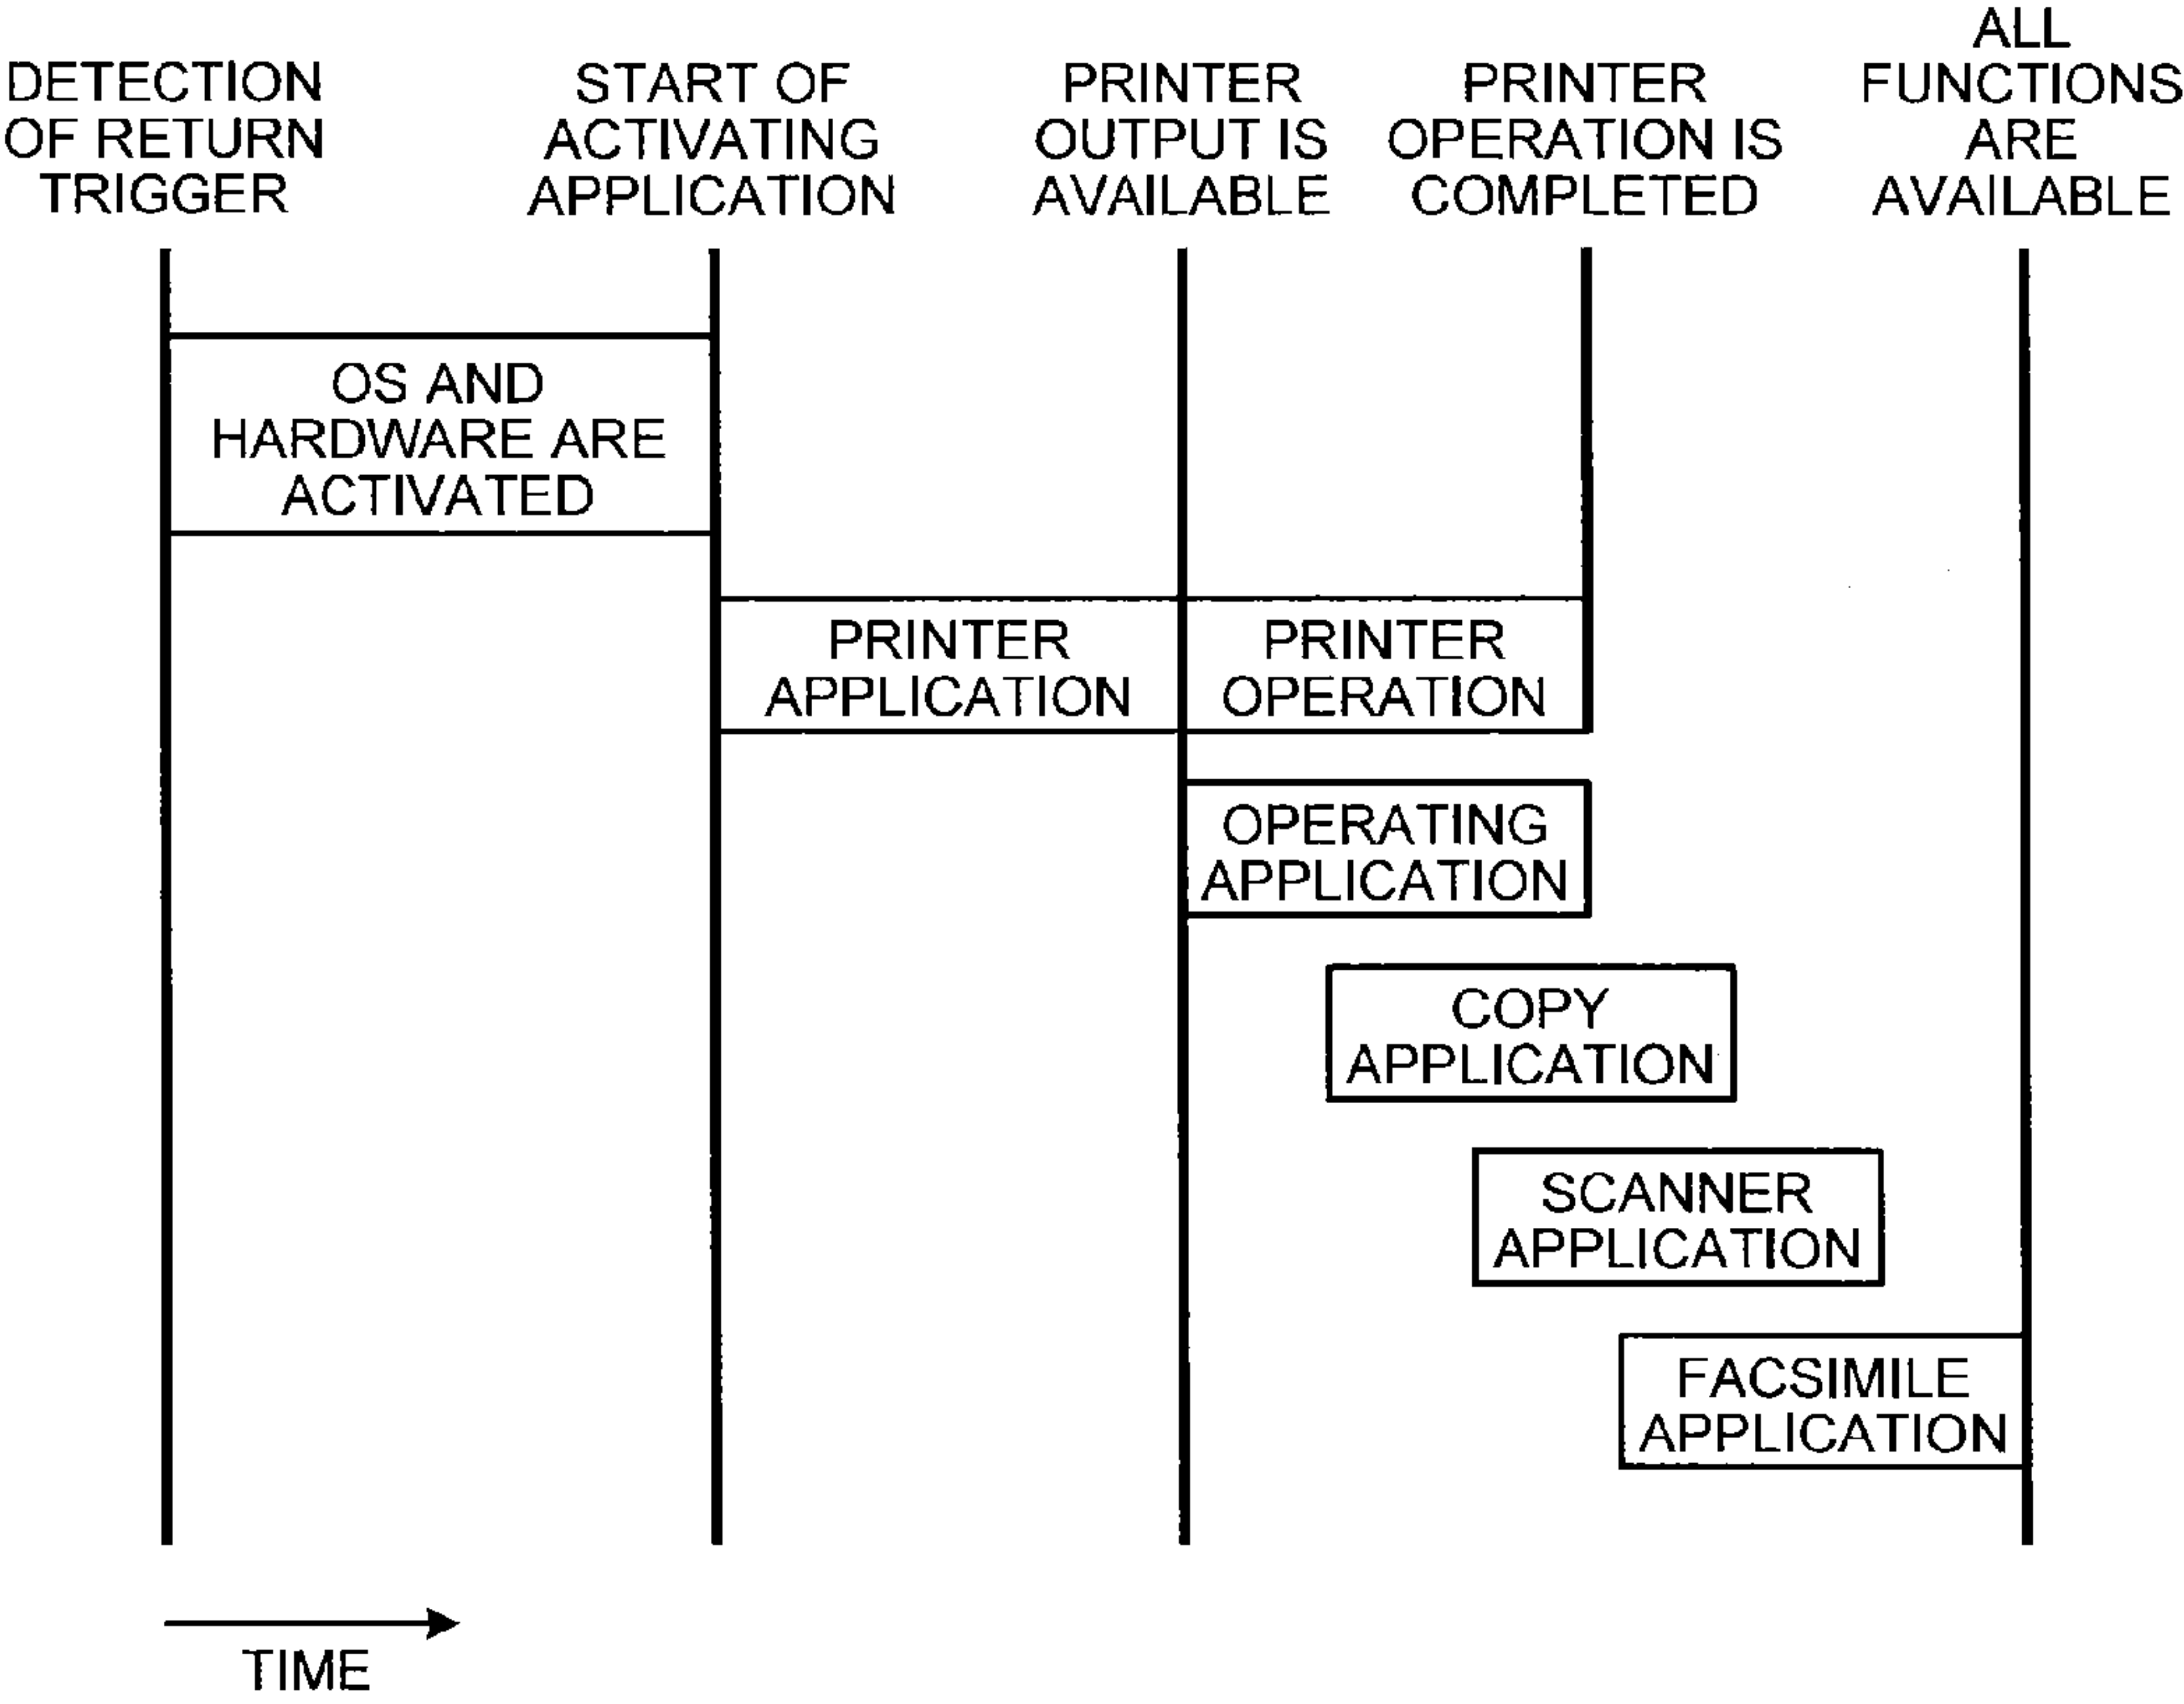 DETECTION
OF RETURN
TRIGGER
START OF
ACTIVATING
APPLICATION
PRINTER
OUTPUT IS
AVAILABLE
PRINTER
OPERATION IS
COMPLETED
ALL
FUNCTIONS
ARE
AVAILABLE
OS AND
HARDWARE ARE
ACTIVATED
PRINTER
APPLICATION
PRINTER
OPERATION
OPERATING
APPLICATION
COPY
APPLICATION
SCANNER
APPLICATION
FACSIMILE
APPLICATION
TIME